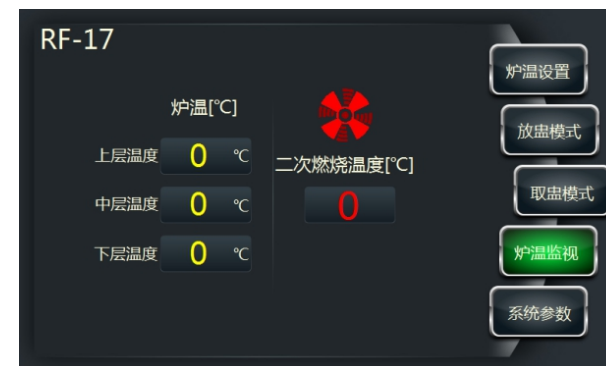 RF-17
炉温[℃]
上层温度 0 ℃
中层温度 0 ℃
下层温度 0 ℃
二次燃烧温度[℃]
0
炉温设置
放盅模式
取盅模式
炉温监视
系统参数